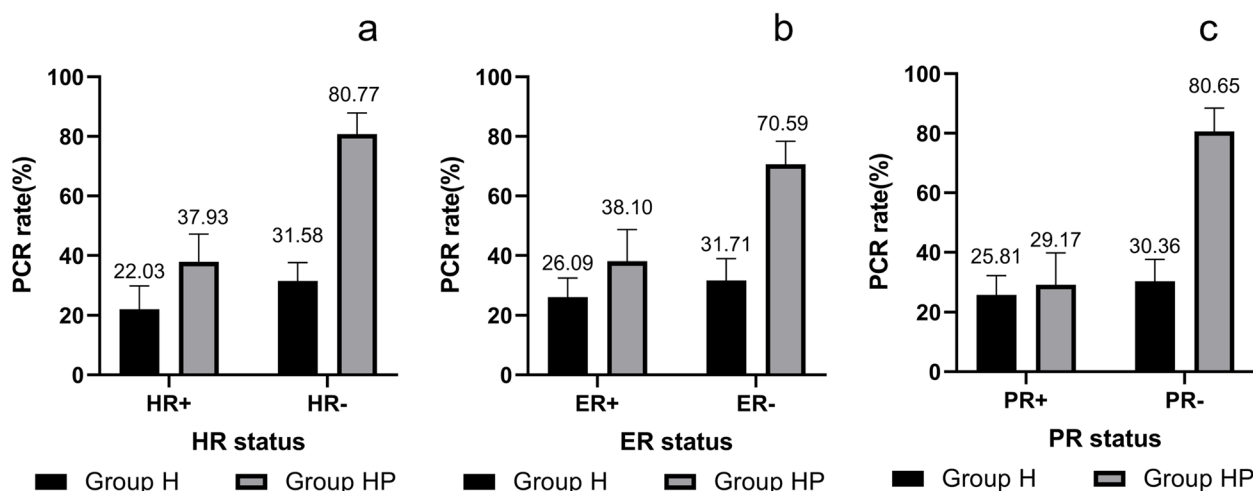 a
100
80
60
40
20
0
PCR rate(%)
22.03
37.93
31.58
80.77
HR+
HR-
HR status
Group H
Group HP
b
100
80
60
40
20
0
PCR rate(%)
26.09
38.10
31.71
70.59
ER+
ER-
ER status
Group H
Group HP
c
100
80
60
40
20
0
PCR rate(%)
25.81
29.17
30.36
80.65
PR+
PR-
PR status
Group H
Group HP